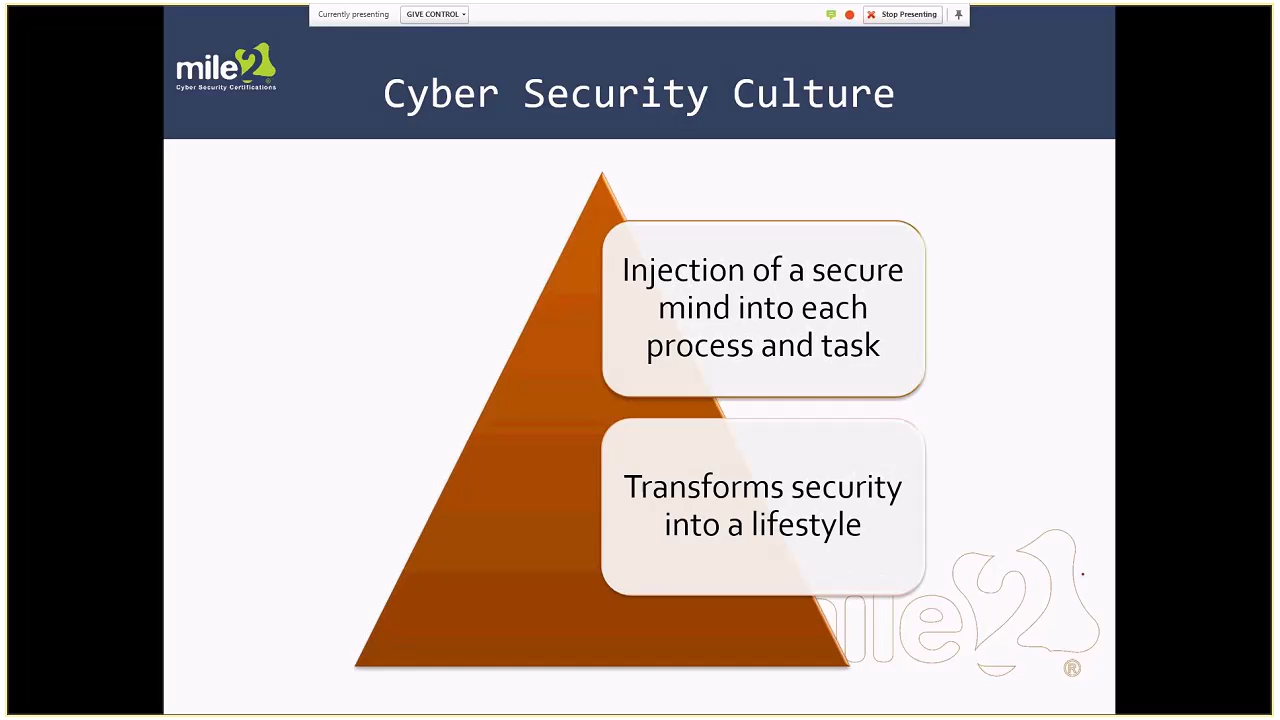 Currently presenting
GIVE CONTROL
Stop Presenting
mile2
®
Cyber Security Certifications
Cyber Security Culture
Injection of a secure
mind into each
process and task
Transforms security
into a lifestyle
mile2
®